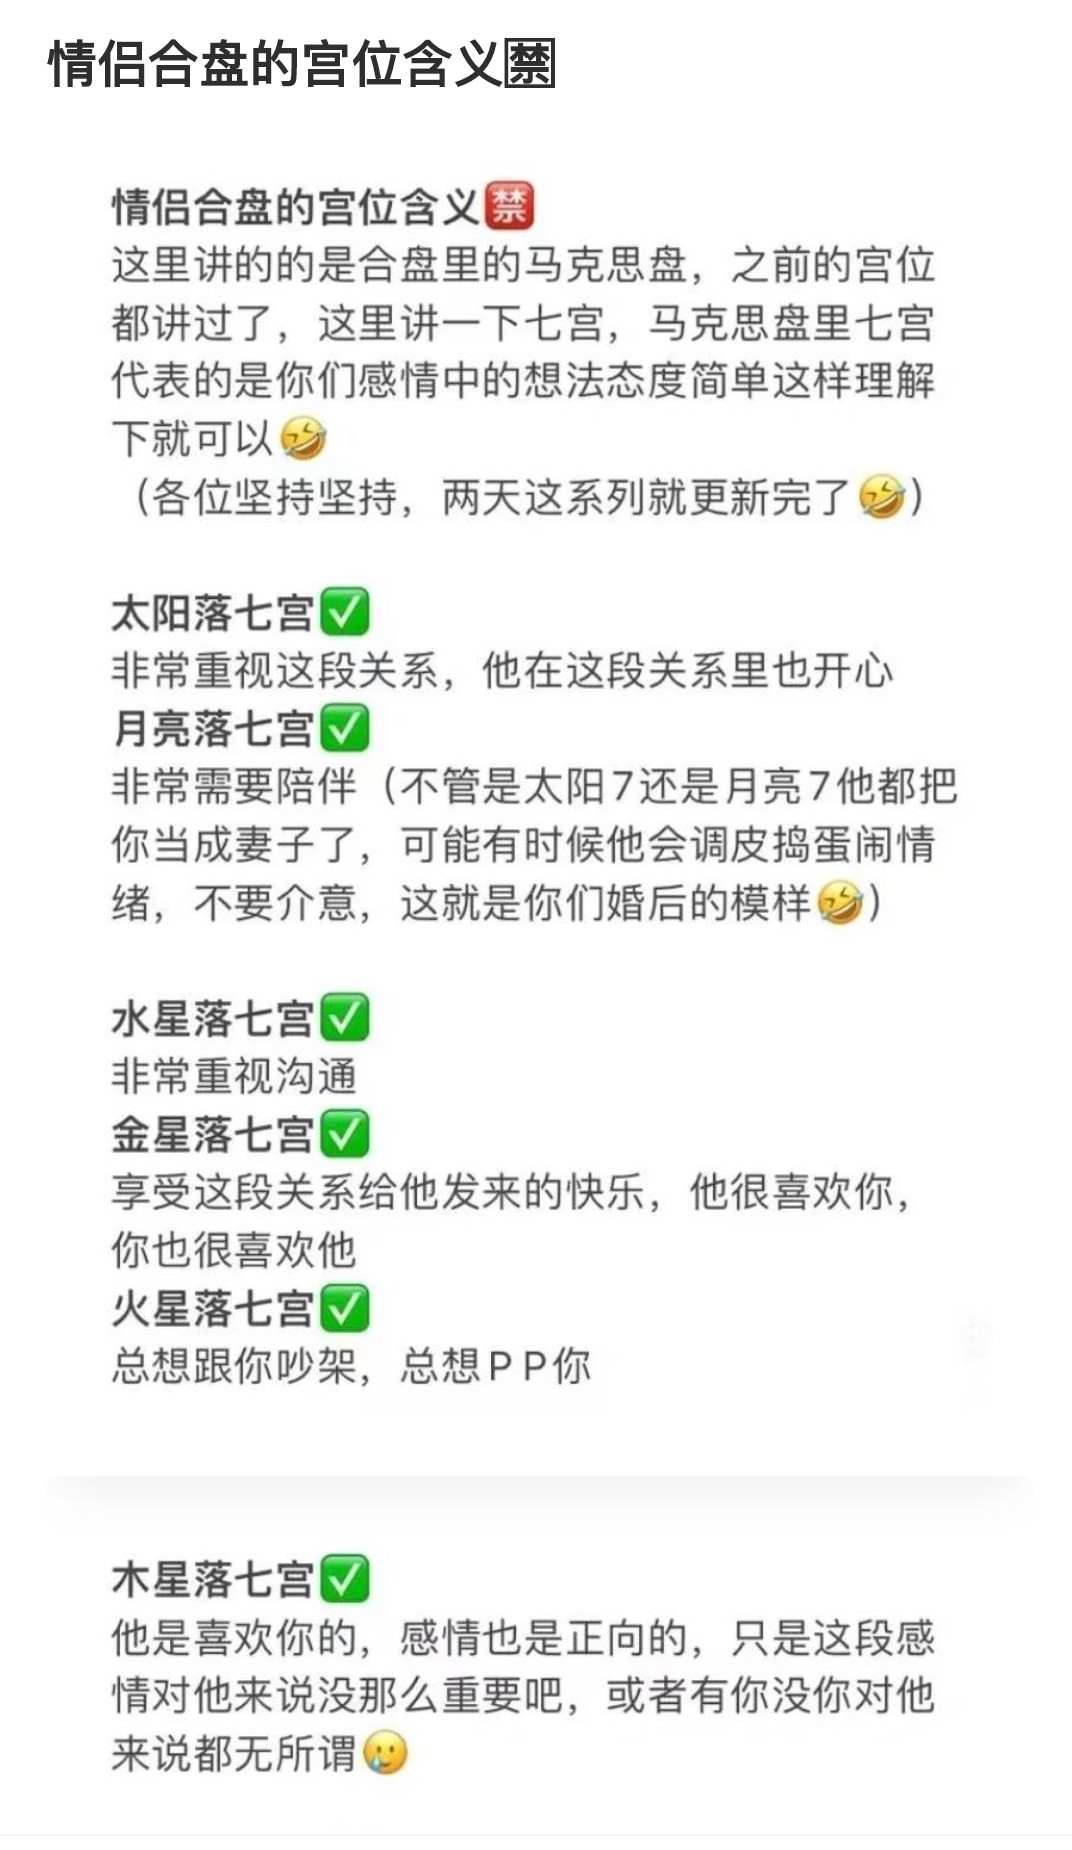 情侣合盘的宫位含义🈲
情侣合盘的宫位含义🈲
这里讲的的是合盘里的马克思盘，之前的宫位
都讲过了，这里讲一下七宫，马克思盘里七宫
代表的是你们感情中的想法态度简单这样理解
下就可以🤣
（各位坚持坚持，两天这系列就更新完了🤣）
太阳落七宫✅
非常重视这段关系，他在这段关系里也开心
月亮落七宫✅
非常需要陪伴（不管是太阳7还是月亮7他都把
你当成妻子了，可能有时候他会调皮捣蛋闹情
绪，不要介意，这就是你们婚后的模样🤣）
水星落七宫✅
非常重视沟通
金星落七宫✅
享受这段关系给他发来的快乐，他很喜欢你，
你也很喜欢他
火星落七宫✅
总想跟你吵架，总想PP你
木星落七宫✅
他是喜欢你的，感情也是正向的，只是这段感
情对他来说没那么重要吧，或者有你没你对他
来说都无所谓🥲